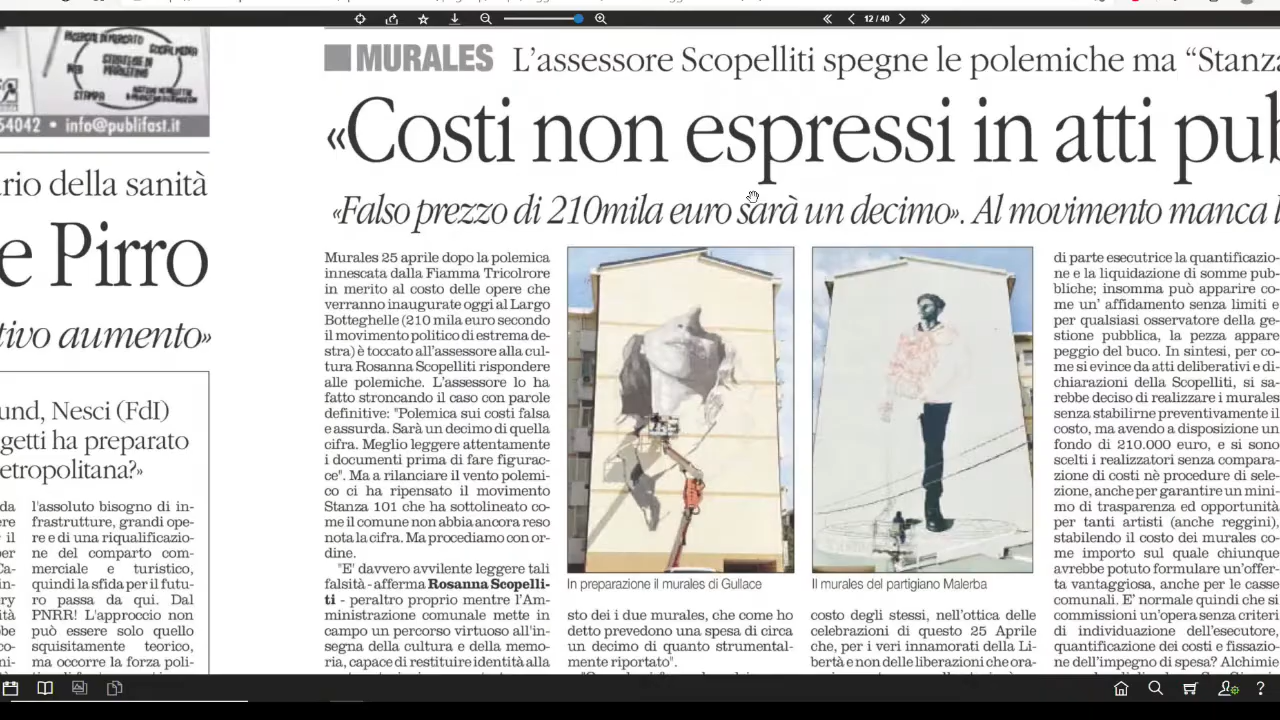 12 / 40
RICERCHE DI MERCATO
SOCIAL MEDIA
WEB
STRATEGIE DI
MARKETING
STAMPA
54042 • info@publifast.it
rio della sanità
e Pirro
tivo aumento»
und, Nesci (FdI)
getti ha preparato
etropolitana?»
l'assoluto bisogno di in-
frastrutture, grandi ope-
re e di una riqualificazio-
ne del comparto com-
merciale e turistico,
quindi la sfida per il futu-
ro passa da qui. Dal
PNRR! L'approccio non
può essere solo quello
squisitamente teorico,
ma occorre la forza poli-
MURALES L'assessore Scopelliti spegne le polemiche ma “Stanza
«Costi non espressi in atti pub
«Falso prezzo di 210mila euro sarà un decimo». Al movimento manca l
Murales 25 aprile dopo la polemica
innescata dalla Fiamma Tricolrore
in merito al costo delle opere che
verranno inaugurate oggi al Largo
Botteghelle (210 mila euro secondo
il movimento politico di estrema de-
stra) è toccato all'assessore alla cul-
tura Rosanna Scopelliti rispondere
alle polemiche. L'assessore lo ha
fatto stroncando il caso con parole
definitive: "Polemica sui costi falsa
e assurda. Sarà un decimo di quella
cifra. Meglio leggere attentamente
i documenti prima di fare figurac-
ce". Ma a rilanciare il vento polemi-
co ci ha ripensato il movimento
Stanza 101 che ha sottolineato co-
me il comune non abbia ancora reso
nota la cifra. Ma procediamo con or-
dine.
"E' davvero avvilente leggere tali
falsità - afferma Rosanna Scopelli-
ti - peraltro proprio mentre l'Am-
ministrazione comunale mette in
campo un percorso virtuoso all'in-
segna della cultura e della memo-
ria, capace di restituire identità alla
In preparazione il murales di Gullace
sto dei i due murales, che come ho
detto prevedono una spesa di circa
un decimo di quanto strumental-
mente riportato".
Il murales del partigiano Malerba
costo degli stessi, nell'ottica delle
celebrazioni di questo 25 Aprile
che, per i veri innamorati della Li-
bertà e non delle liberazioni che ora-
di parte esecutrice la quantificazio-
ne e la liquidazione di somme pub-
bliche; insomma può apparire co-
me un' affidamento senza limiti e
per qualsiasi osservatore della ge-
stione pubblica, la pezza appare
peggio del buco. In sintesi, per co-
me si evince da atti deliberativi e di-
chiarazioni della Scopelliti, si sa-
rebbe deciso di realizzare i murales
senza stabilirne preventivamente il
costo, ma avendo a disposizione un
fondo di 210.000 euro, e si sono
scelti i realizzatori senza compara-
zione di costi nè procedure di sele-
zione, anche per garantire un mini-
mo di trasparenza ed opportunità
per tanti artisti (anche reggini),
stabilendo il costo dei murales co-
me importo sul quale chiunque
avrebbe potuto formulare un'offer-
ta vantaggiosa, anche per le casse
comunali. E' normale quindi che si
commissioni un'opera senza criteri
di individuazione dell'esecutore,
quantificazione dei costi e fissazio-
ne dell'impegno di spesa? Alchimie